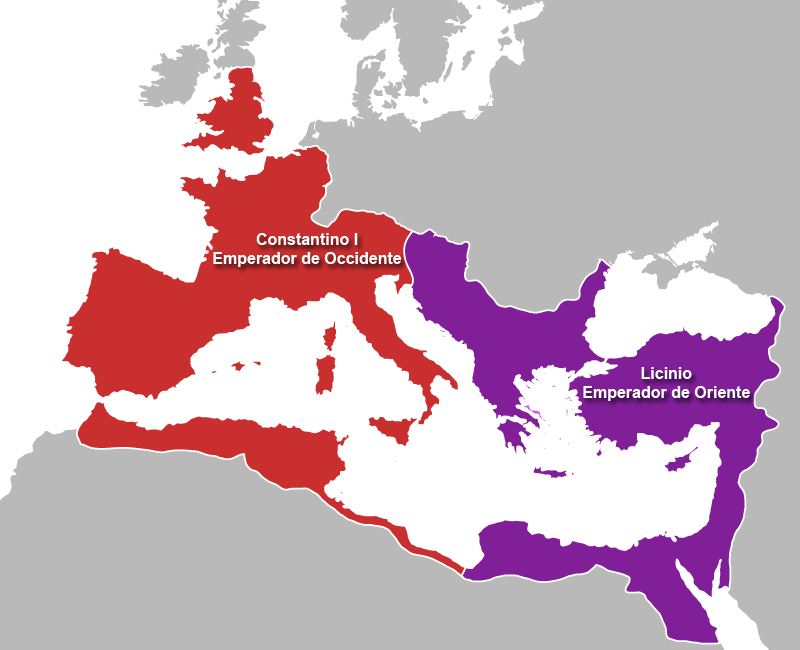 Constantino I
Emperador de Occidente
Licinio
Emperador de Oriente